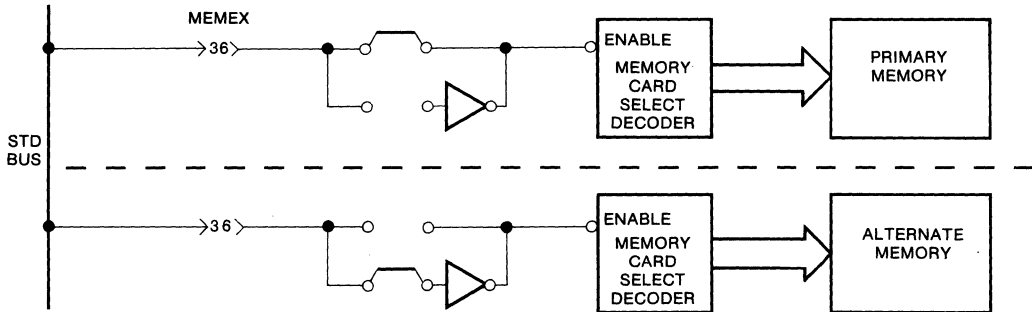 MEMEX
36
ENABLE
MEMORY
CARD
SELECT
DECODER
PRIMARY
MEMORY
STD
BUS
36
ENABLE
MEMORY
CARD
SELECT
DECODER
ALTERNATE
MEMORY